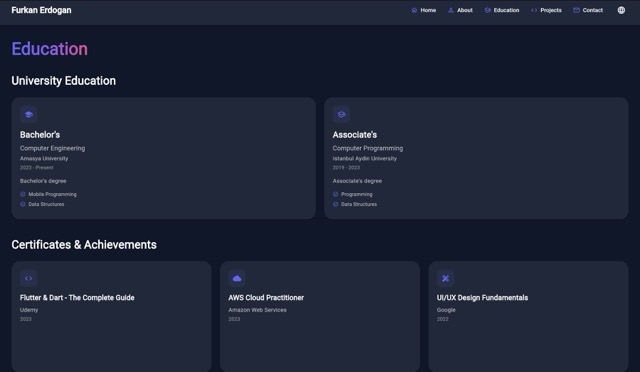 Furkan Erdogan
Home
About
Education
Projects
Contact
Education
University Education
Bachelor's
Computer Engineering
Amasya University
2023 - Present
Bachelor's degree
Mobile Programming
Data Structures
Associate's
Computer Programming
Istanbul Aydin University
2019 - 2023
Associate's degree
Programming
Data Structures
Certificates & Achievements
Flutter & Dart - The Complete Guide
Udemy
2023
AWS Cloud Practitioner
Amazon Web Services
2023
UI/UX Design Fundamentals
Google
2022